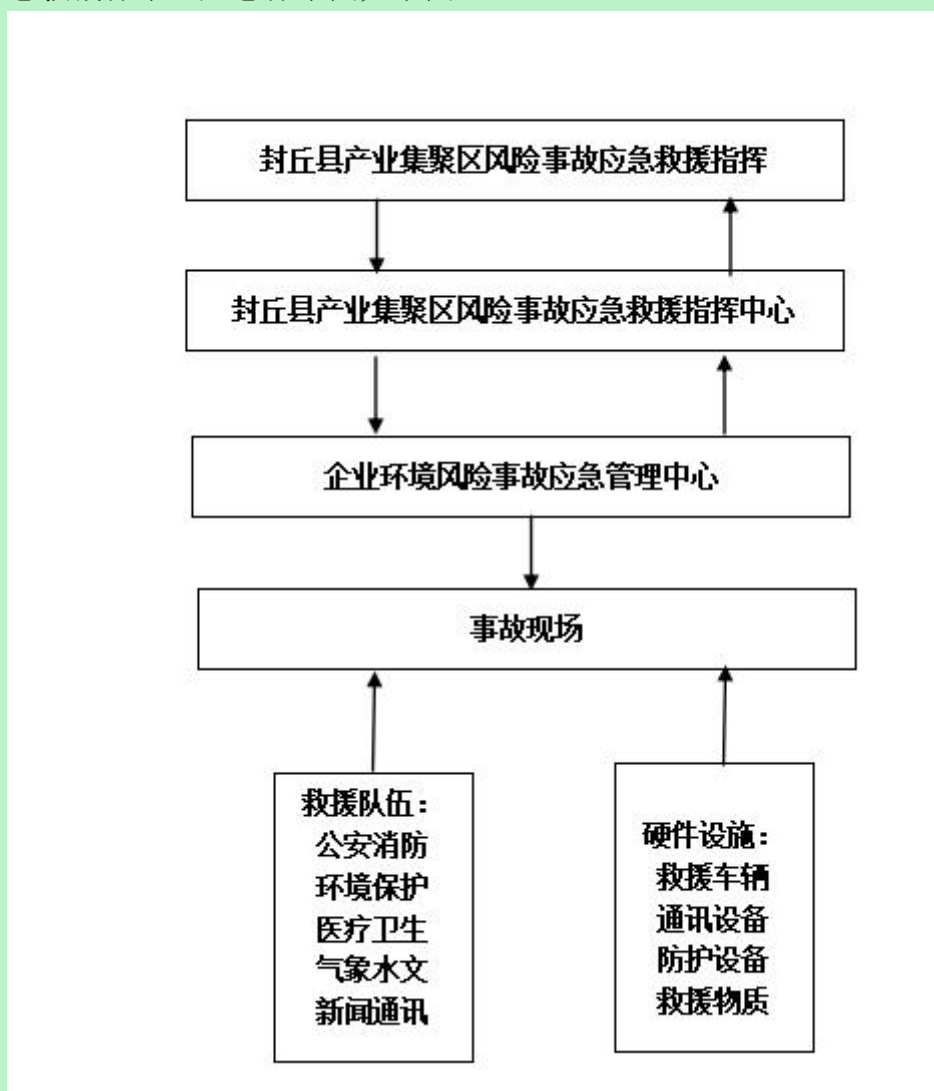 封丘县产业集聚区风险事故应急救援指挥
封丘县产业集聚区风险事故应急救援指挥中心
企业环境风险事故应急管理中心
事故现场
救援队伍：
公安消防
环境保护
医疗卫生
气象水文
新闻通讯
硬件设施：
救援车辆
通讯设备
防护设备
救援物质